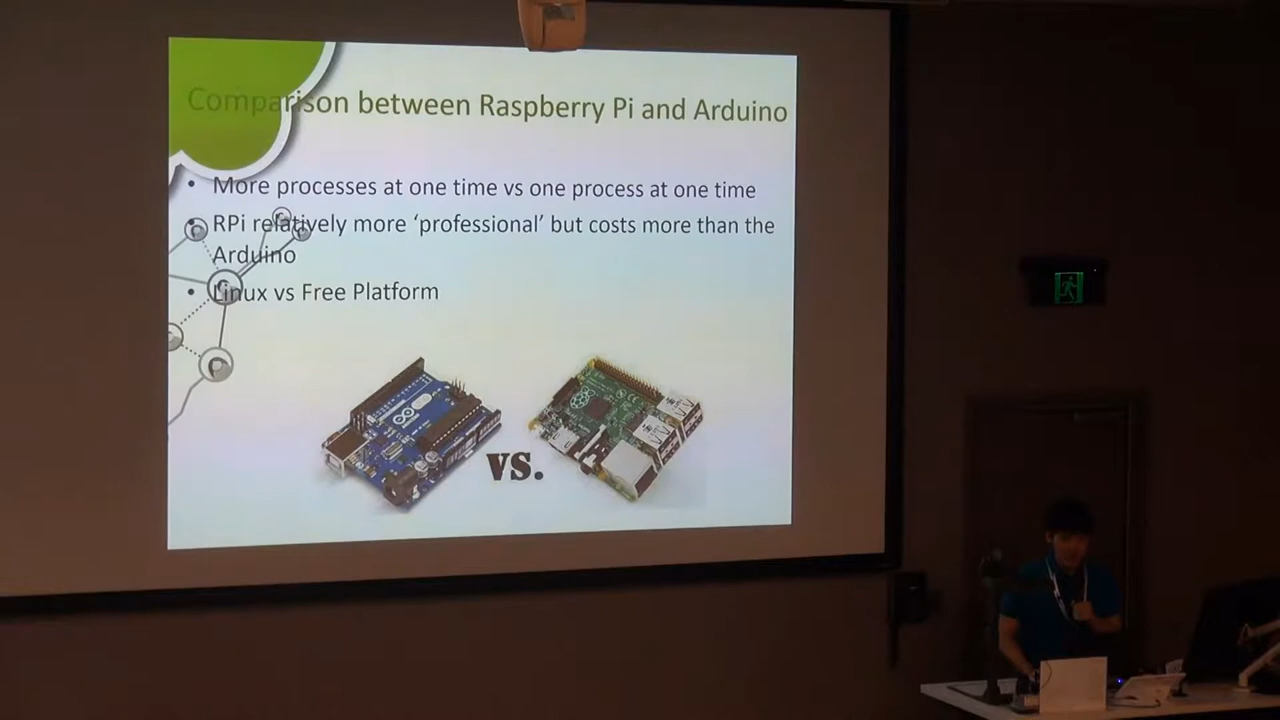 Comparison between Raspberry Pi and Arduino
• More processes at one time vs one process at one time
• RPi relatively more ‘professional’ but costs more than the
Arduino
• Linux vs Free Platform
VS.